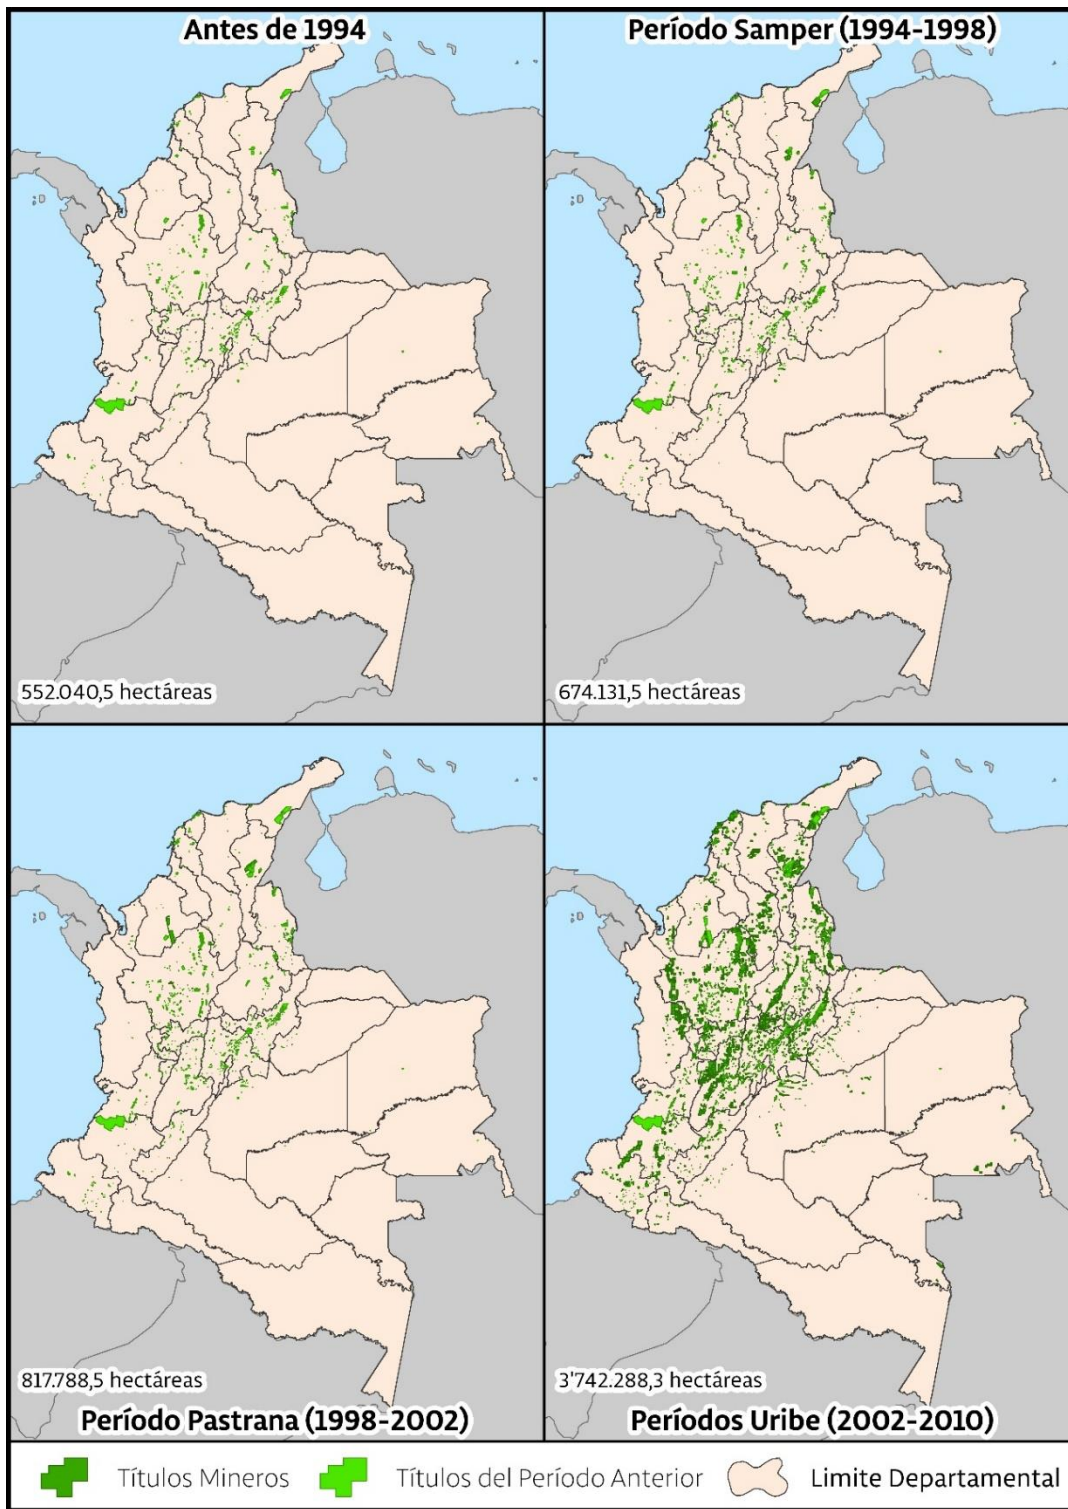 Antes de 1994
Período Samper (1994-1998)
552.040,5 hectáreas
674.131,5 hectáreas
817.788,5 hectáreas
3'742.288,3 hectáreas
Período Pastrana (1998-2002)
Períodos Uribe (2002-2010)
Títulos Mineros
Títulos del Período Anterior
Limite Departamental